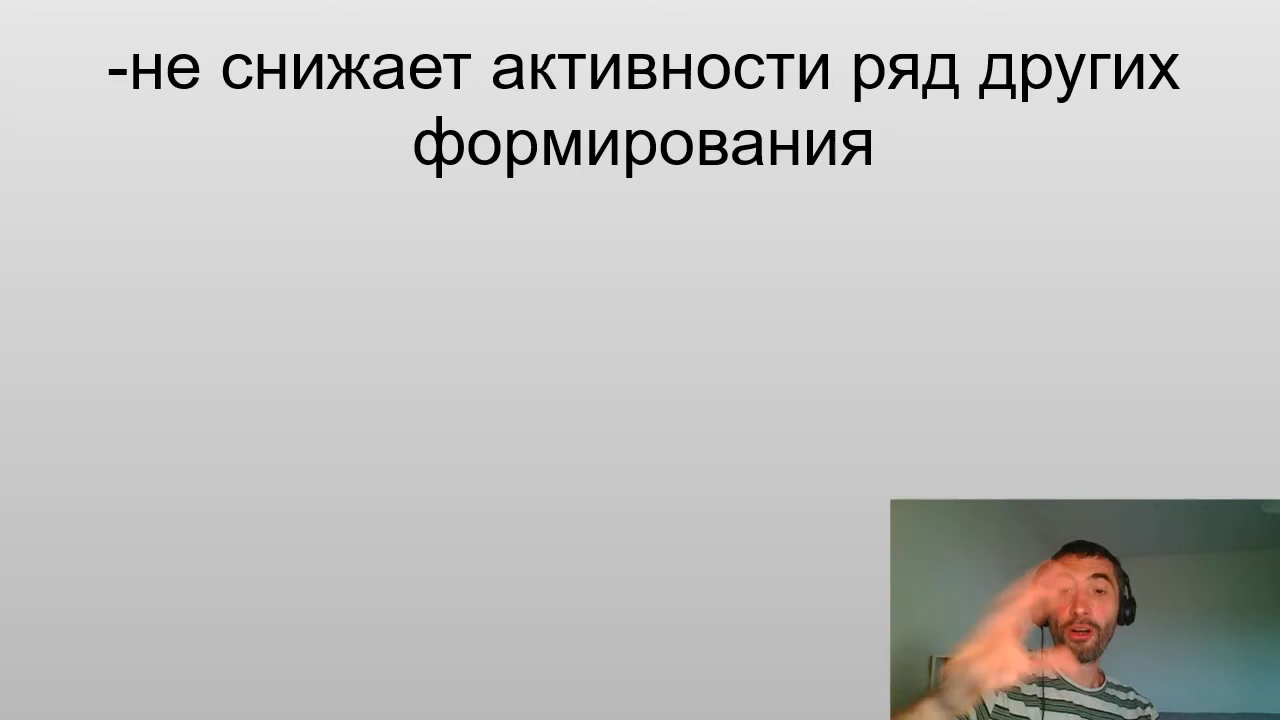 -не снижает активности ряд других
формирования